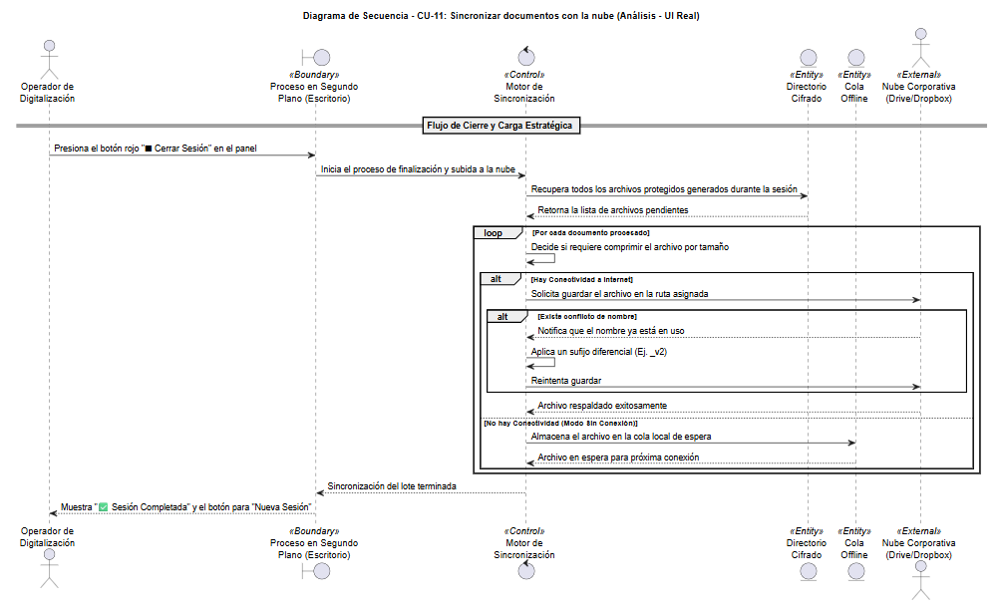 Diagrama de Secuencia - CU-11: Sincronizar documentos con la nube (Análisis - UI Real)
Operador de
Digitalización
«Boundary»
Proceso en Segundo
Plano (Escritorio)
«Control»
Motor de
Sincronización
«Entity»
Directorio
Cifrado
«Entity»
Cola
Offline
«External»
Nube Corporativa
(Drive/Dropbox)
Flujo de Cierre y Carga Estratégica
Presiona el botón rojo "■ Cerrar Sesión" en el panel
Inicia el proceso de finalización y subida a la nube
Recupera todos los archivos protegidos generados durante la sesión
Retorna la lista de archivos pendientes
loop [Por cada documento procesado]
Decide si requiere comprimir el archivo por tamaño
alt [Hay Conectividad a Internet]
Solicita guardar el archivo en la ruta asignada
alt [Existe conflicto de nombre]
Notifica que el nombre ya está en uso
Aplica un sufijo diferencial (Ej. _v2)
Reintenta guardar
Archivo respaldado exitosamente
[No hay Conectividad (Modo Sin Conexión)]
Almacena el archivo en la cola local de espera
Archivo en espera para próxima conexión
Sincronización del lote terminada
Muestra "✅ Sesión Completada" y el botón para "Nueva Sesión"
Operador de
Digitalización
«Boundary»
Proceso en Segundo
Plano (Escritorio)
«Control»
Motor de
Sincronización
«Entity»
Directorio
Cifrado
«Entity»
Cola
Offline
«External»
Nube Corporativa
(Drive/Dropbox)